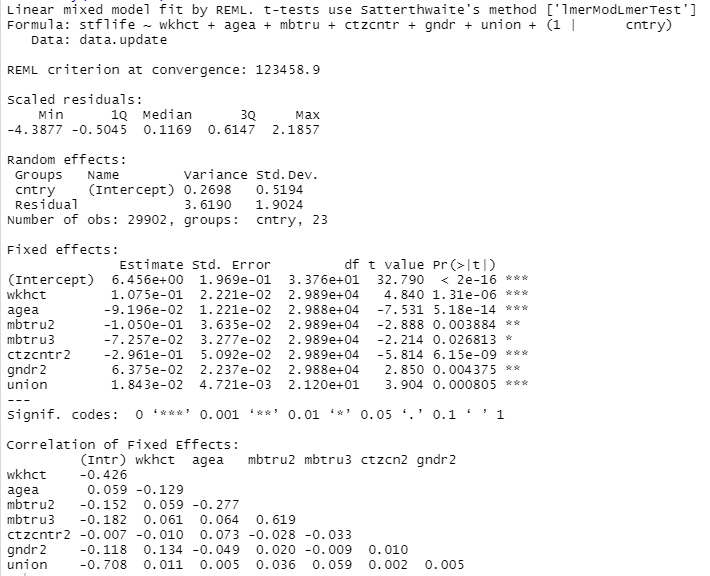 Linear mixed model fit by REML. t-tests use Satterthwaite's method ['lmerModLmerTest']
Formula: stflife ~ wkhct + agea + mbtru + ctzcntr + gndr + union + (1 |      cntry)
   Data: data.update

REML criterion at convergence: 123458.9

Scaled residuals:
    Min      1Q  Median      3Q     Max
-4.3877 -0.5045  0.1169  0.6147  2.1857

Random effects:
 Groups   Name        Variance Std.Dev.
 cntry    (Intercept) 0.2698   0.5194
 Residual             3.6190   1.9024
Number of obs: 29902, groups:  cntry, 23

Fixed effects:
              Estimate Std. Error         df t value Pr(>|t|)
(Intercept)  6.456e+00  1.969e-01  3.376e+01  32.790  < 2e-16 ***
wkhct        1.075e-01  2.221e-02  2.989e+04   4.840 1.31e-06 ***
agea        -9.196e-02  1.221e-02  2.988e+04  -7.531 5.18e-14 ***
mbtru2      -1.050e-01  3.635e-02  2.989e+04  -2.888 0.003884 **
mbtru3      -7.257e-02  3.277e-02  2.989e+04  -2.214 0.026813 *
ctzcntr2    -2.961e-01  5.092e-02  2.989e+04  -5.814 6.15e-09 ***
gndr2        6.375e-02  2.237e-02  2.988e+04   2.850 0.004375 **
union        1.843e-02  4.721e-03  2.120e+01   3.904 0.000805 ***
---
Signif. codes:  0 ‘***’ 0.001 ‘**’ 0.01 ‘*’ 0.05 ‘.’ 0.1 ‘ ’ 1

Correlation of Fixed Effects:
         (Intr) wkhct  agea   mbtru2 mbtru3 ctzcn2 gndr2
wkhct    -0.426
agea      0.059 -0.129
mbtru2   -0.152  0.059 -0.277
mbtru3   -0.182  0.061  0.064  0.619
ctzcntr2 -0.007 -0.010  0.073 -0.028 -0.033
gndr2    -0.118  0.134 -0.049  0.020 -0.009  0.010
union    -0.708  0.011  0.005  0.036  0.059  0.002  0.005